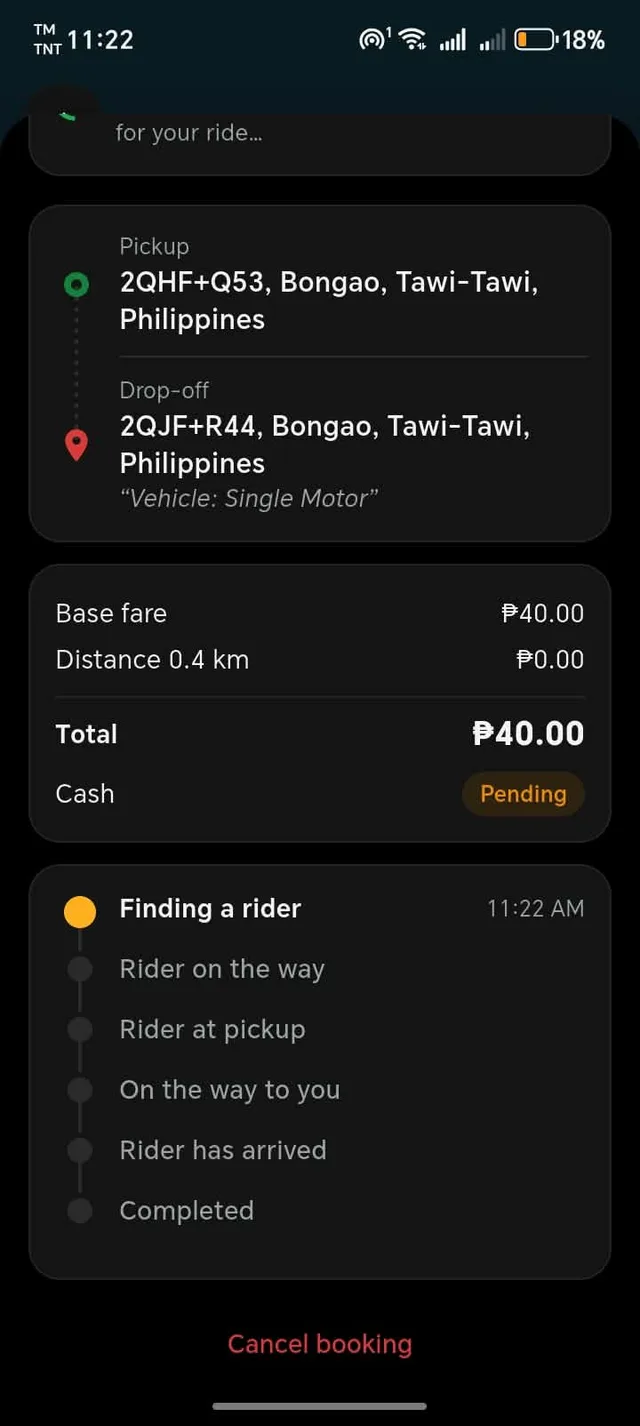 TM
TNT
11:22
1
18%
for your ride...
Pickup
2QHF+Q53, Bongao, Tawi-Tawi,
Philippines
Drop-off
2QJF+R44, Bongao, Tawi-Tawi,
Philippines
“Vehicle: Single Motor”
Base fare ₱40.00
Distance 0.4 km ₱0.00
Total ₱40.00
Cash Pending
Finding a rider 11:22 AM
Rider on the way
Rider at pickup
On the way to you
Rider has arrived
Completed
Cancel booking